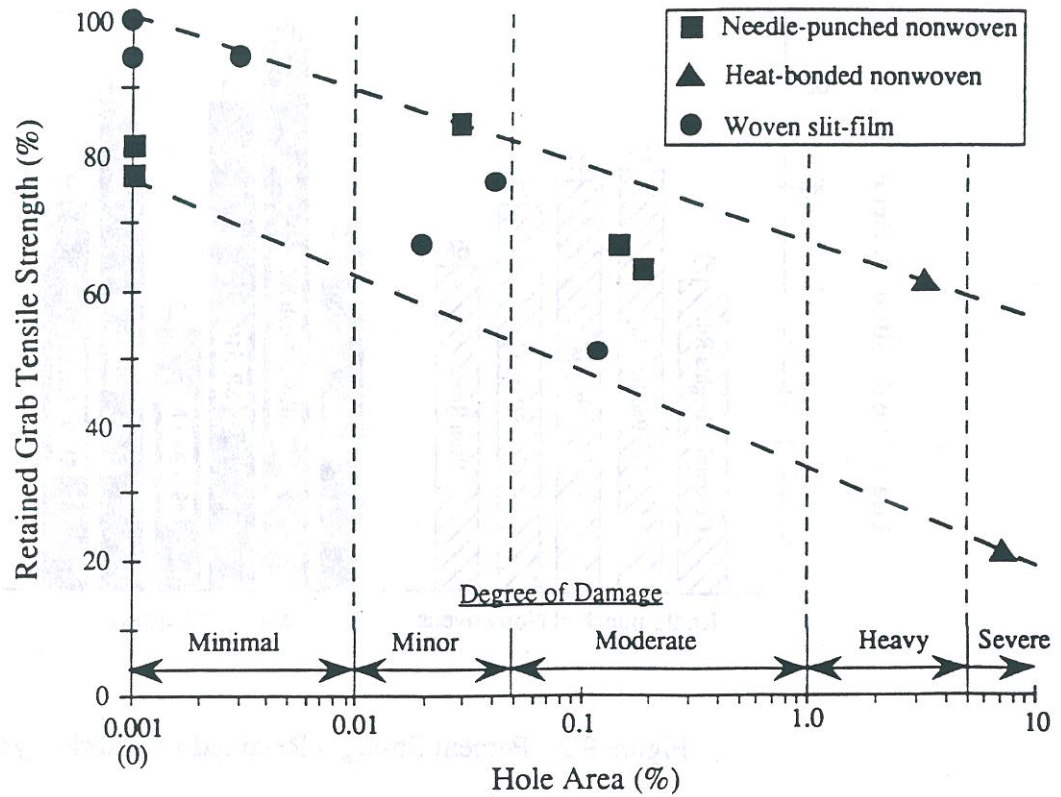 Needle-punched nonwoven
Heat-bonded nonwoven
Woven slit-film
Retained Grab Tensile Strength (%)
100
80
60
40
20
0
Degree of Damage
Minimal Minor Moderate Heavy Severe
0.001 0.01 0.1 1.0 10
(0)
Hole Area (%)